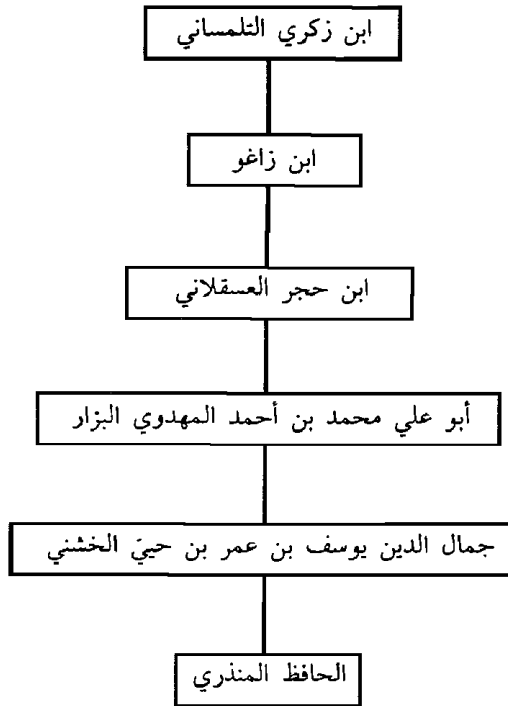 ابن زكري التلمساني
ابن زاغو
ابن حجر العسقلاني
أبو علي محمد بن أحمد المهدوي البزار
جمال الدين يوسف بن عمر بن حييّ الخشني
الحافظ المنذري